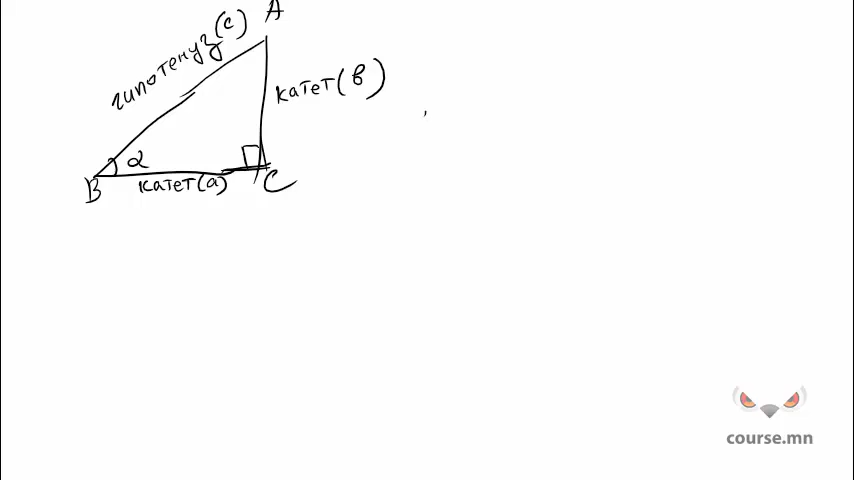 A
гипотенуз(c)
катет(в)
α
B
катет(a)
C
course.mn